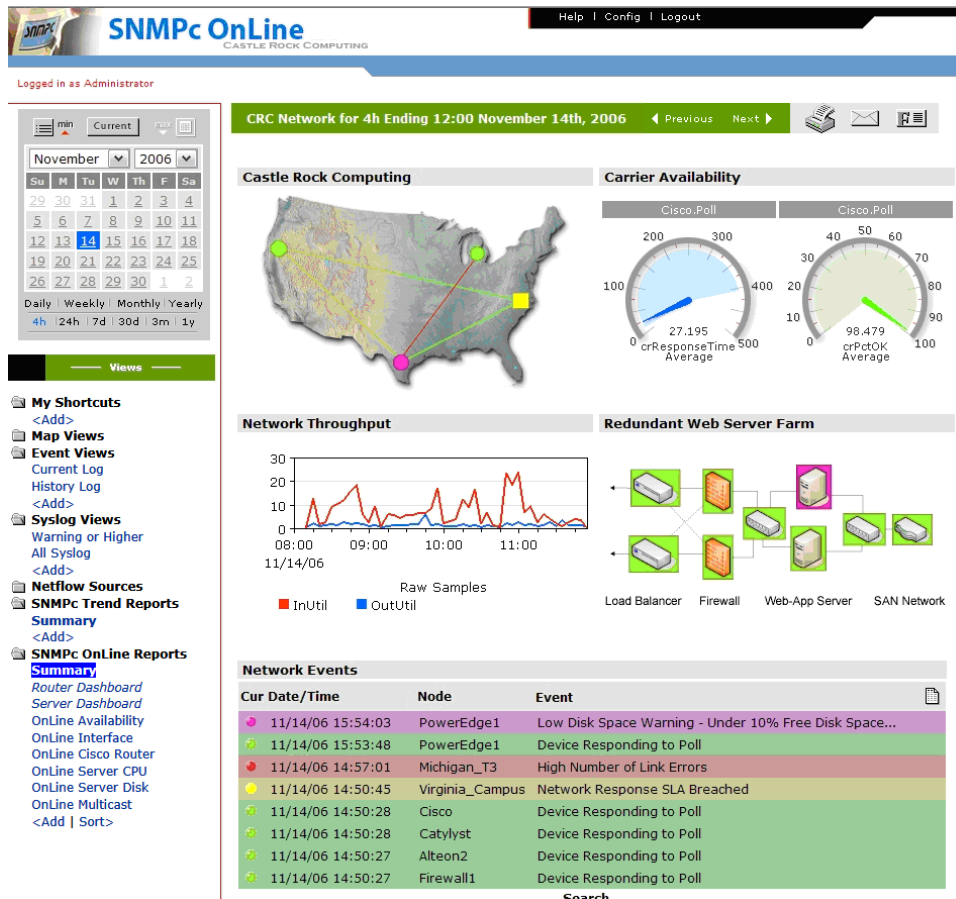 SNMPc
SNMPc OnLine
CASTLE ROCK COMPUTING
Help | Config | Logout
Logged in as Administrator
min Current max
November 2006
Su M Tu W Th F Sa
29 30 31 1 2 3 4
5 6 7 8 9 10 11
12 13 14 15 16 17 18
19 20 21 22 23 24 25
26 27 28 29 30 1 2
Daily | Weekly | Monthly | Yearly
4h | 24h | 7d | 30d | 3m | 1y
Views
My Shortcuts
<Add>
Map Views
Event Views
Current Log
History Log
<Add>
Syslog Views
Warning or Higher
All Syslog
<Add>
Netflow Sources
SNMPc Trend Reports
Summary
<Add>
SNMPc OnLine Reports
Summary
Router Dashboard
Server Dashboard
OnLine Availability
OnLine Interface
OnLine Cisco Router
OnLine Server CPU
OnLine Server Disk
OnLine Multicast
<Add | Sort>
CRC Network for 4h Ending 12:00 November 14th, 2006
Previous Next
Castle Rock Computing
Carrier Availability
Cisco.Poll
0 100 200 300 400 500
27.195
crResponseTime
Average
Cisco.Poll
0 10 20 30 40 50 60 70 80 90 100
98.479
crPctOK
Average
Network Throughput
30
20
10
0
08:00 09:00 10:00 11:00
11/14/06
Raw Samples
InUtil OutUtil
Redundant Web Server Farm
Load Balancer Firewall Web-App Server SAN Network
Network Events
Cur Date/Time Node Event
11/14/06 15:54:03 PowerEdge1 Low Disk Space Warning - Under 10% Free Disk Space...
11/14/06 15:53:48 PowerEdge1 Device Responding to Poll
11/14/06 14:57:01 Michigan_T3 High Number of Link Errors
11/14/06 14:50:45 Virginia_Campus Network Response SLA Breached
11/14/06 14:50:28 Cisco Device Responding to Poll
11/14/06 14:50:28 Catylyst Device Responding to Poll
11/14/06 14:50:27 Alteon2 Device Responding to Poll
11/14/06 14:50:27 Firewall1 Device Responding to Poll
Search